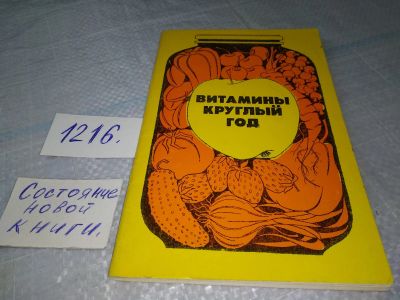 ВИТАМИНЫ
КРУГЛЫЙ
ГОД
1216.
Состояние
новой
книги.